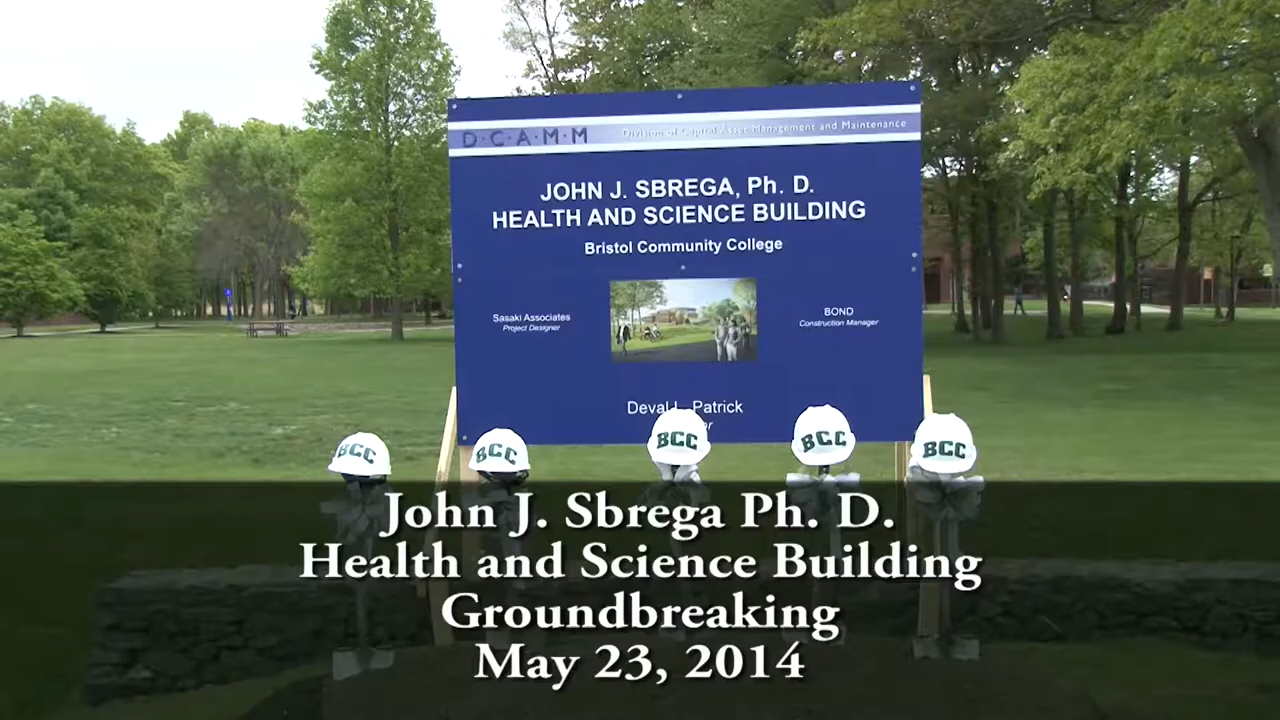 D·C·A·M·M
Division of Capital Asset Management and Maintenance
JOHN J. SBREGA, Ph. D.
HEALTH AND SCIENCE BUILDING
Bristol Community College
Sasaki Associates
Project Designer
BOND
Construction Manager
Deval L. Patrick
BCC
BCC
BCC
BCC
BCC
John J. Sbrega Ph. D.
Health and Science Building
Groundbreaking
May 23, 2014